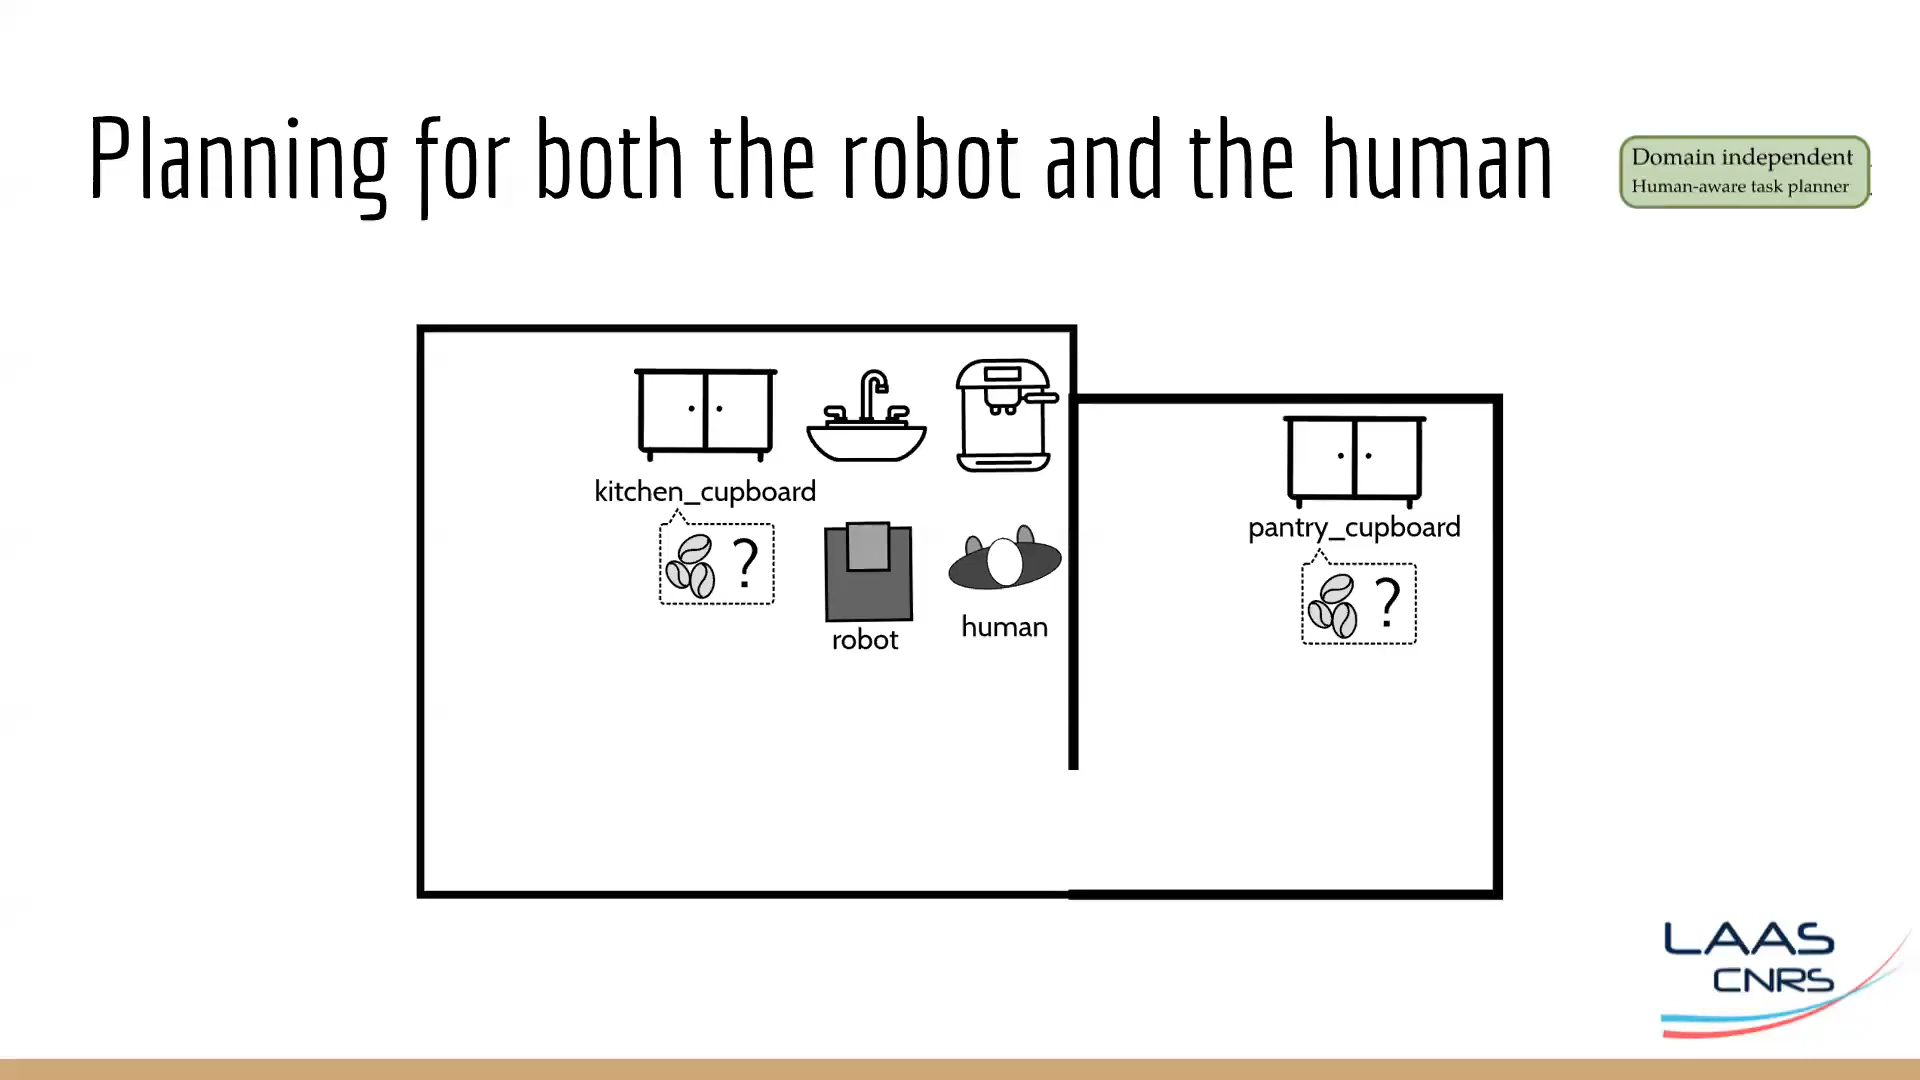 Planning for both the robot and the human
Domain independent
Human-aware task planner
kitchen_cupboard
?
robot
human
pantry_cupboard
?
LAAS
CNRS